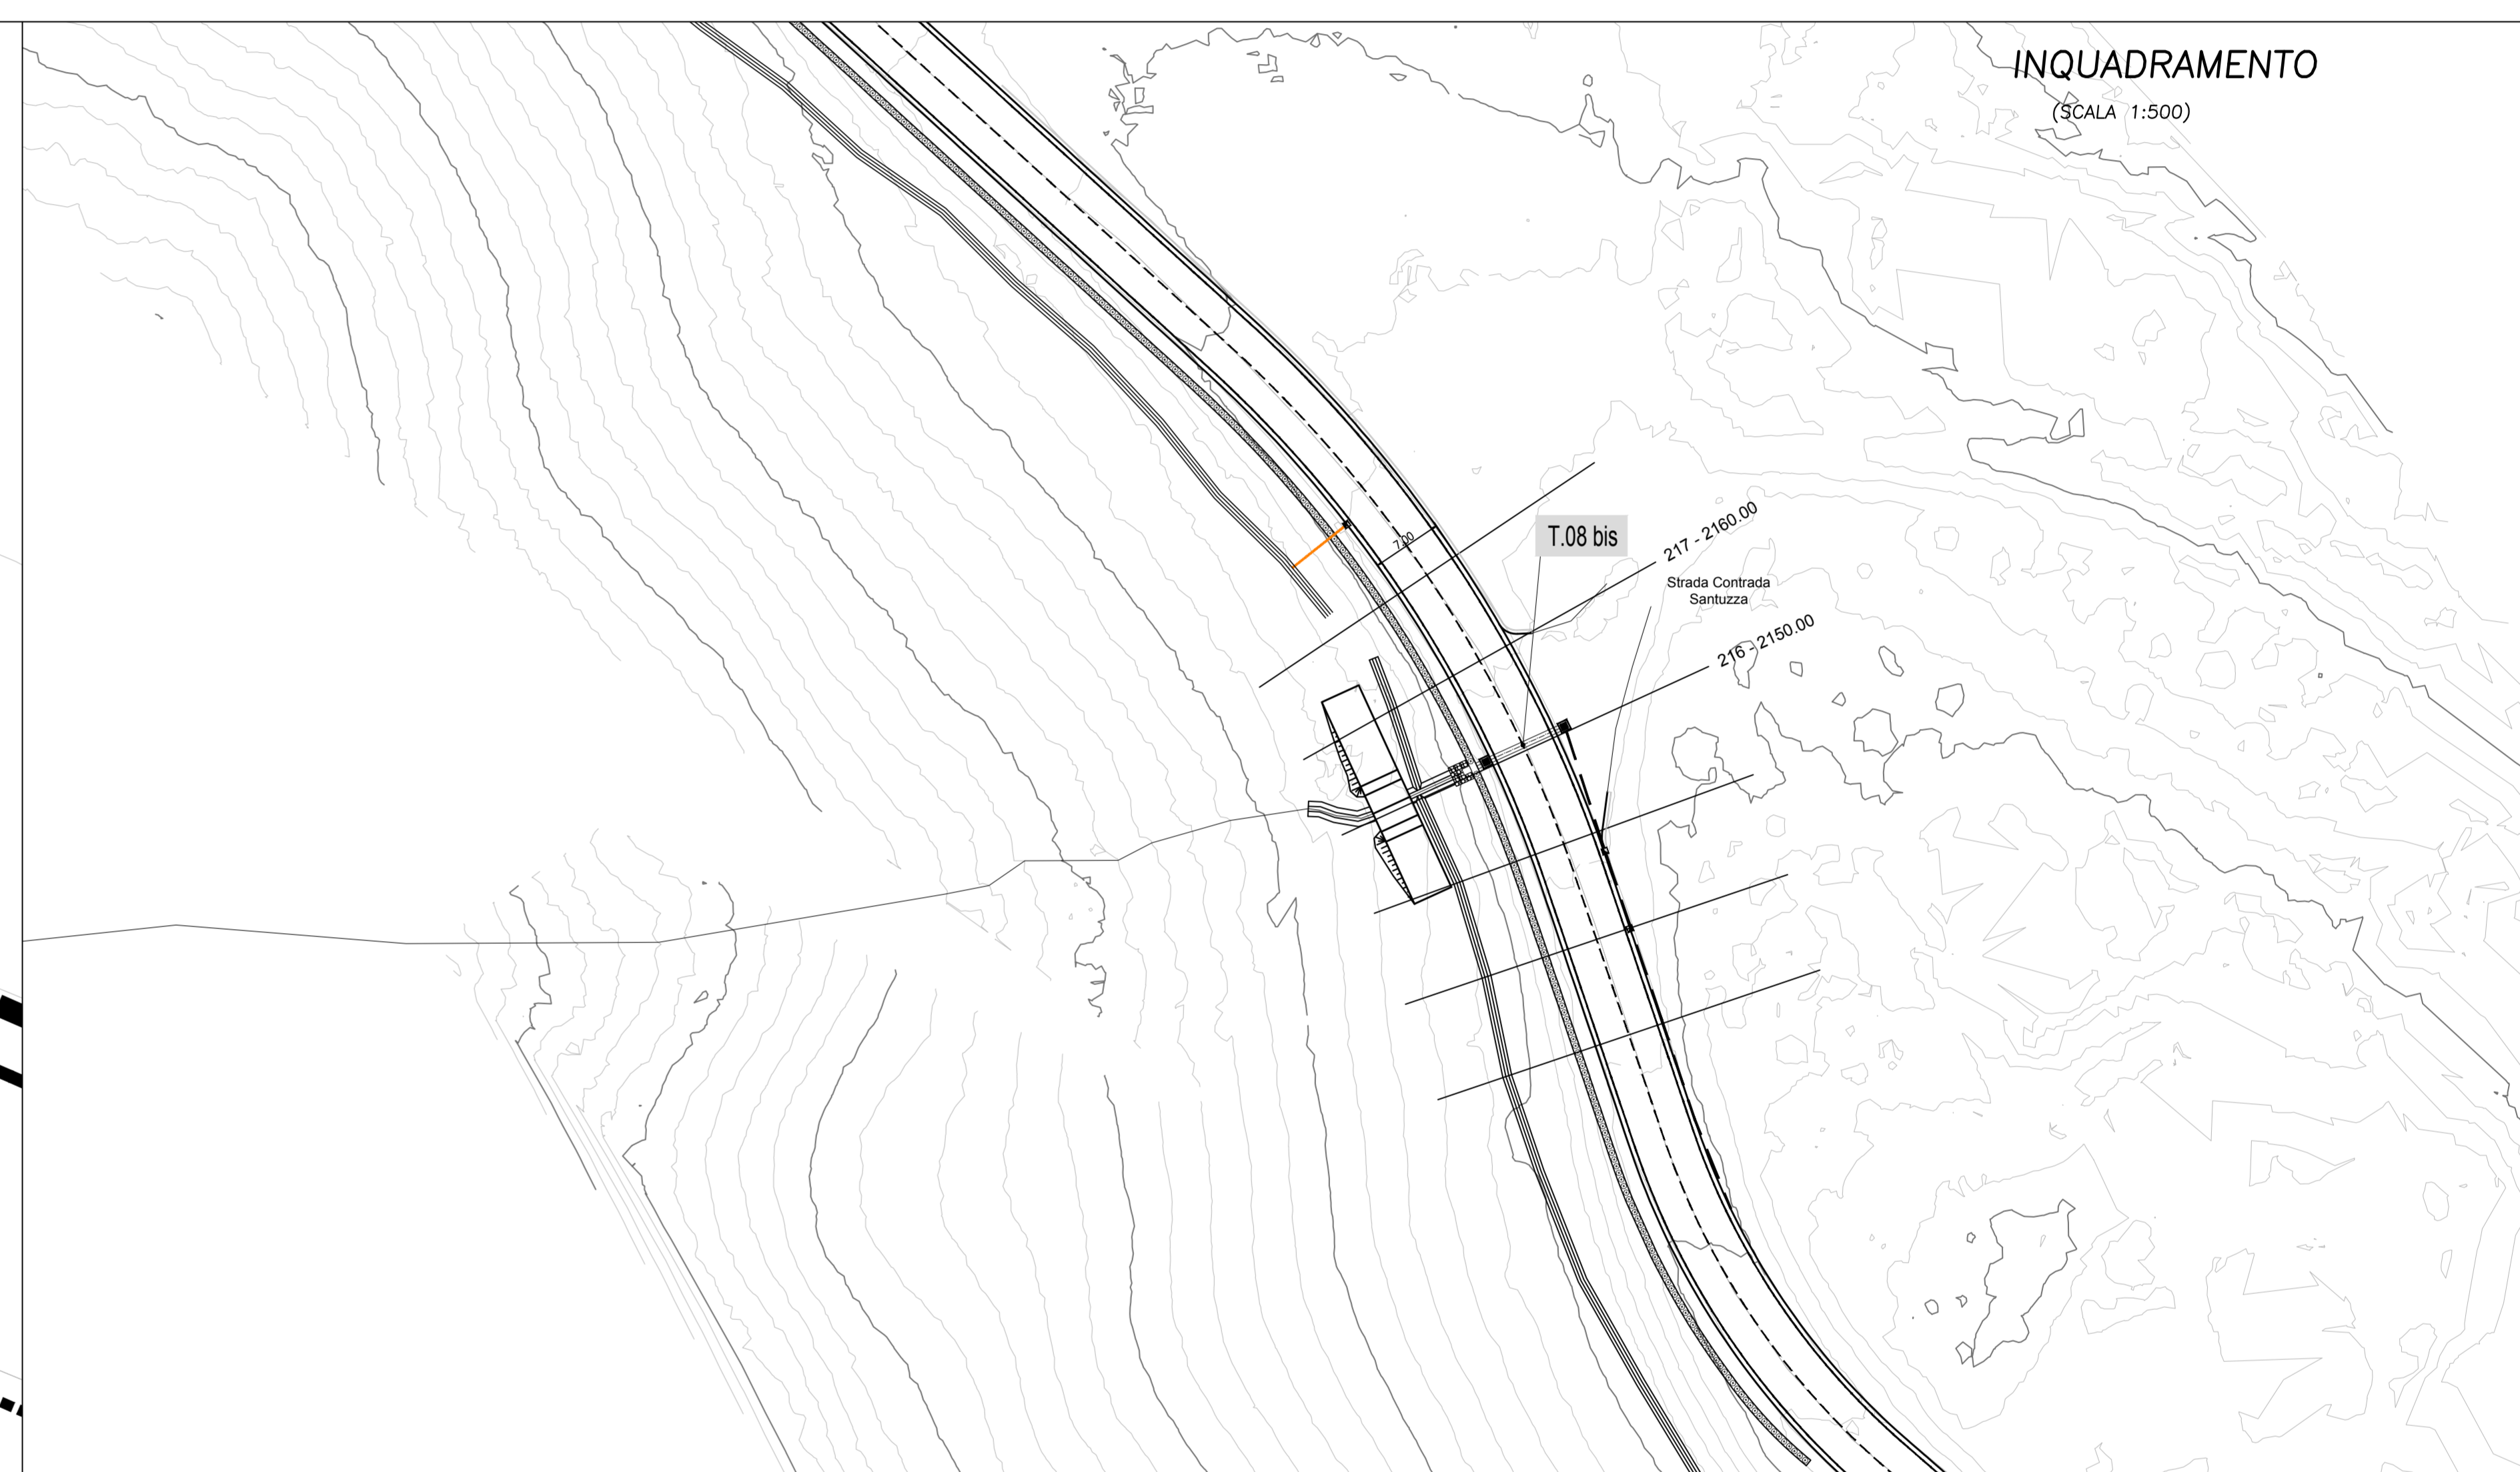 INQUADRAMENTO
(SCALA 1:500)
7.00
T.08 bis
217 - 2160.00
Strada Contrada
Santuzza
216 - 2150.00